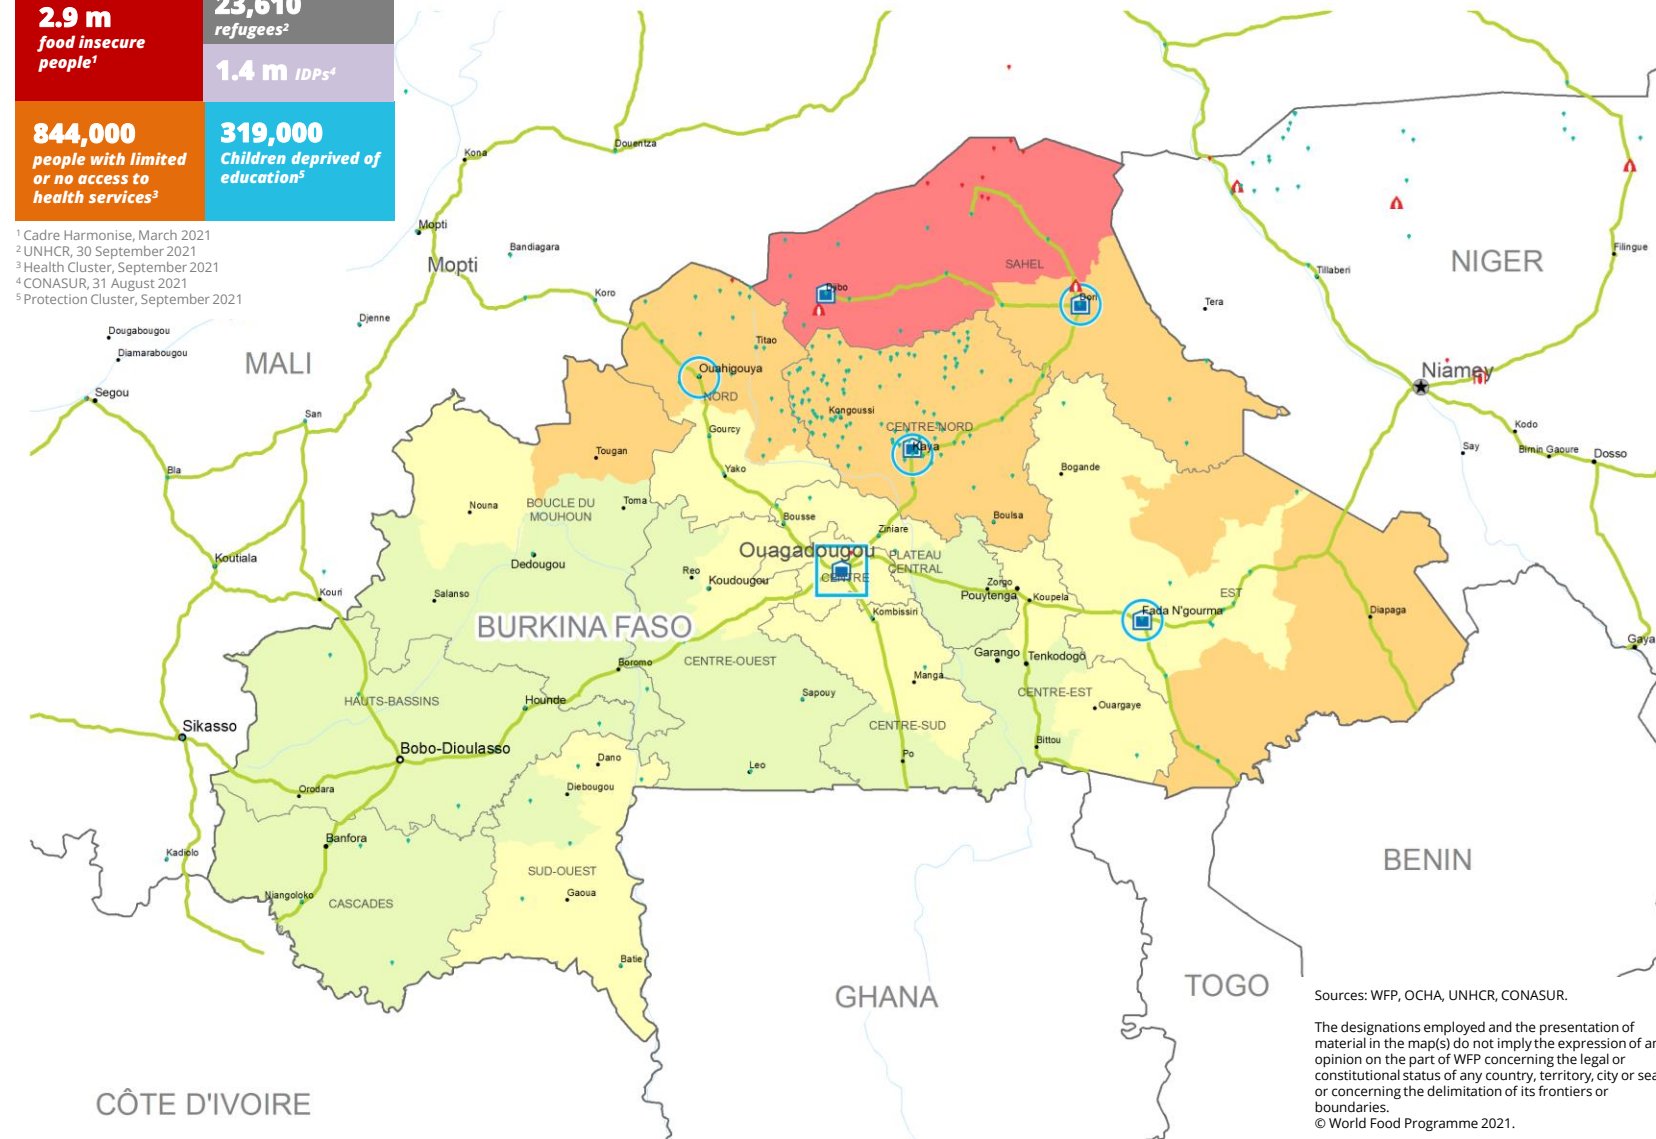 2.9 m
food insecure
people¹
23,610
refugees²
1.4 m IDPs⁴
844,000
people with limited
or no access to
health services³
319,000
Children deprived of
education⁵
¹ Cadre Harmonise, March 2021
² UNHCR, 30 September 2021
³ Health Cluster, September 2021
⁴ CONASUR, 31 August 2021
⁵ Protection Cluster, September 2021
Kona
Douentza
Mopti
Mopti
Bandiagara
Koro
Djenne
Dougabougou
Diamarabougou
MALI
Segou
San
Bla
Koutiala
Kouri
Sikasso
Kadiolo
NIGER
Filingue
Tillaberi
Tera
Niamey
Kodo
Say
Birnin Gaoure
Dosso
Gaya
SAHEL
Djibo
Dori
Titao
Ouahigouya
NORD
Kongoussi
CENTRE-NORD
Kaya
Gourcy
Yako
Tougan
Nouna
BOUCLE DU
MOUHOUN
Toma
Bogande
Boulsa
Bousse
Ziniare
Ouagadougou
PLATEAU
CENTRAL
CENTRE
Dedougou
Reo
Koudougou
Salanso
Zorgo
Pouytenga
Koupela
EST
Fada N'gourma
Diapaga
Kombissiri
BURKINA FASO
Boromo
CENTRE-OUEST
Garango
Tenkodogo
Manga
Sapouy
CENTRE-EST
Ouargaye
HAUTS-BASSINS
Hounde
CENTRE-SUD
Bobo-Dioulasso
Po
Bittou
Dano
Leo
Diebougou
Orodara
Banfora
SUD-OUEST
Gaoua
Niangoloko
CASCADES
Batie
BENIN
TOGO
GHANA
CÔTE D'IVOIRE
Sources: WFP, OCHA, UNHCR, CONASUR.
The designations employed and the presentation of
material in the map(s) do not imply the expression of
opinion on the part of WFP concerning the legal or
constitutional status of any country, territory, city or sea
or concerning the delimitation of its frontiers or
boundaries.
© World Food Programme 2021.